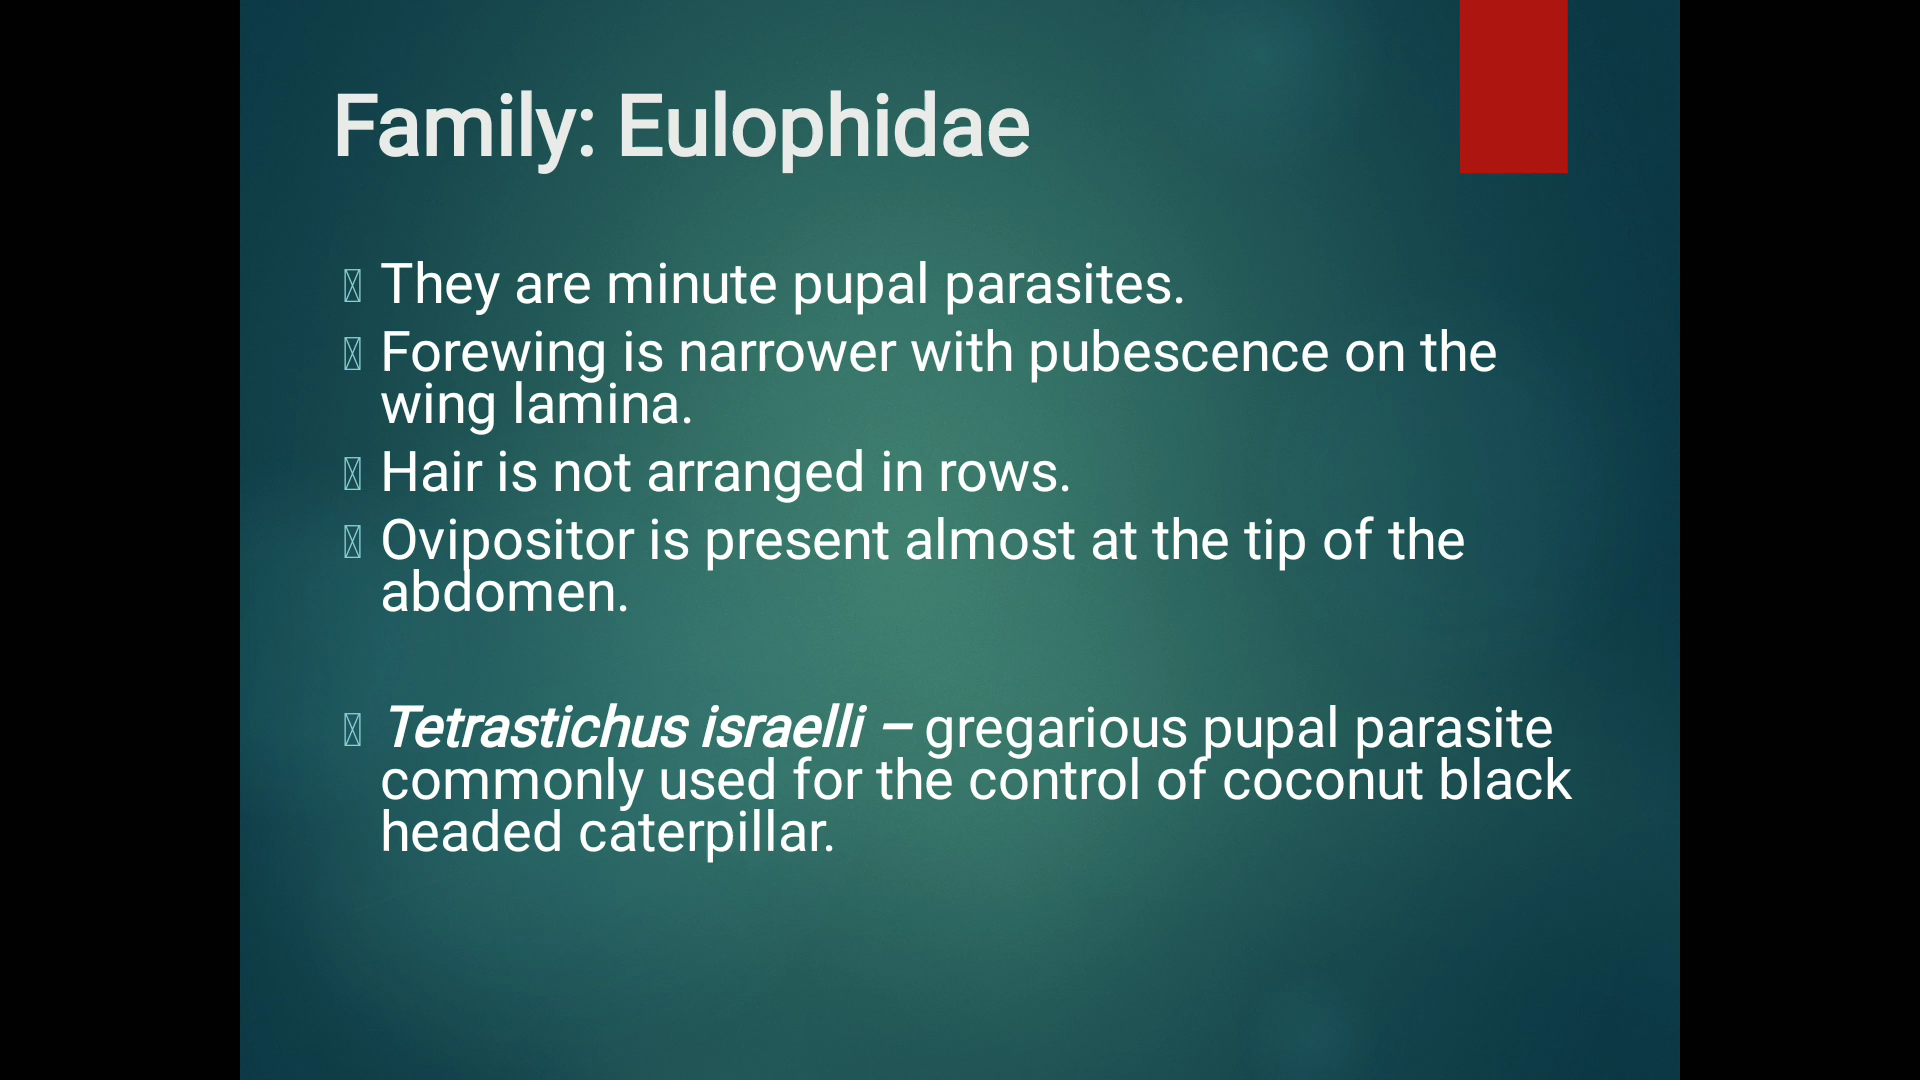 Family: Eulophidae
They are minute pupal parasites.
Forewing is narrower with pubescence on the
wing lamina.
Hair is not arranged in rows.
Ovipositor is present almost at the tip of the
abdomen.
Tetrastichus israelli – gregarious pupal parasite
commonly used for the control of coconut black
headed caterpillar.